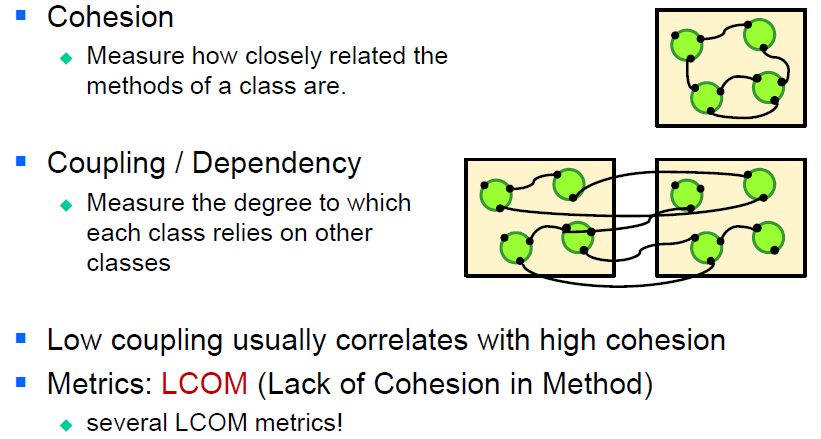 Cohesion
Measure how closely related the
methods of a class are.
Coupling / Dependency
Measure the degree to which
each class relies on other
classes
Low coupling usually correlates with high cohesion
Metrics: LCOM (Lack of Cohesion in Method)
several LCOM metrics!